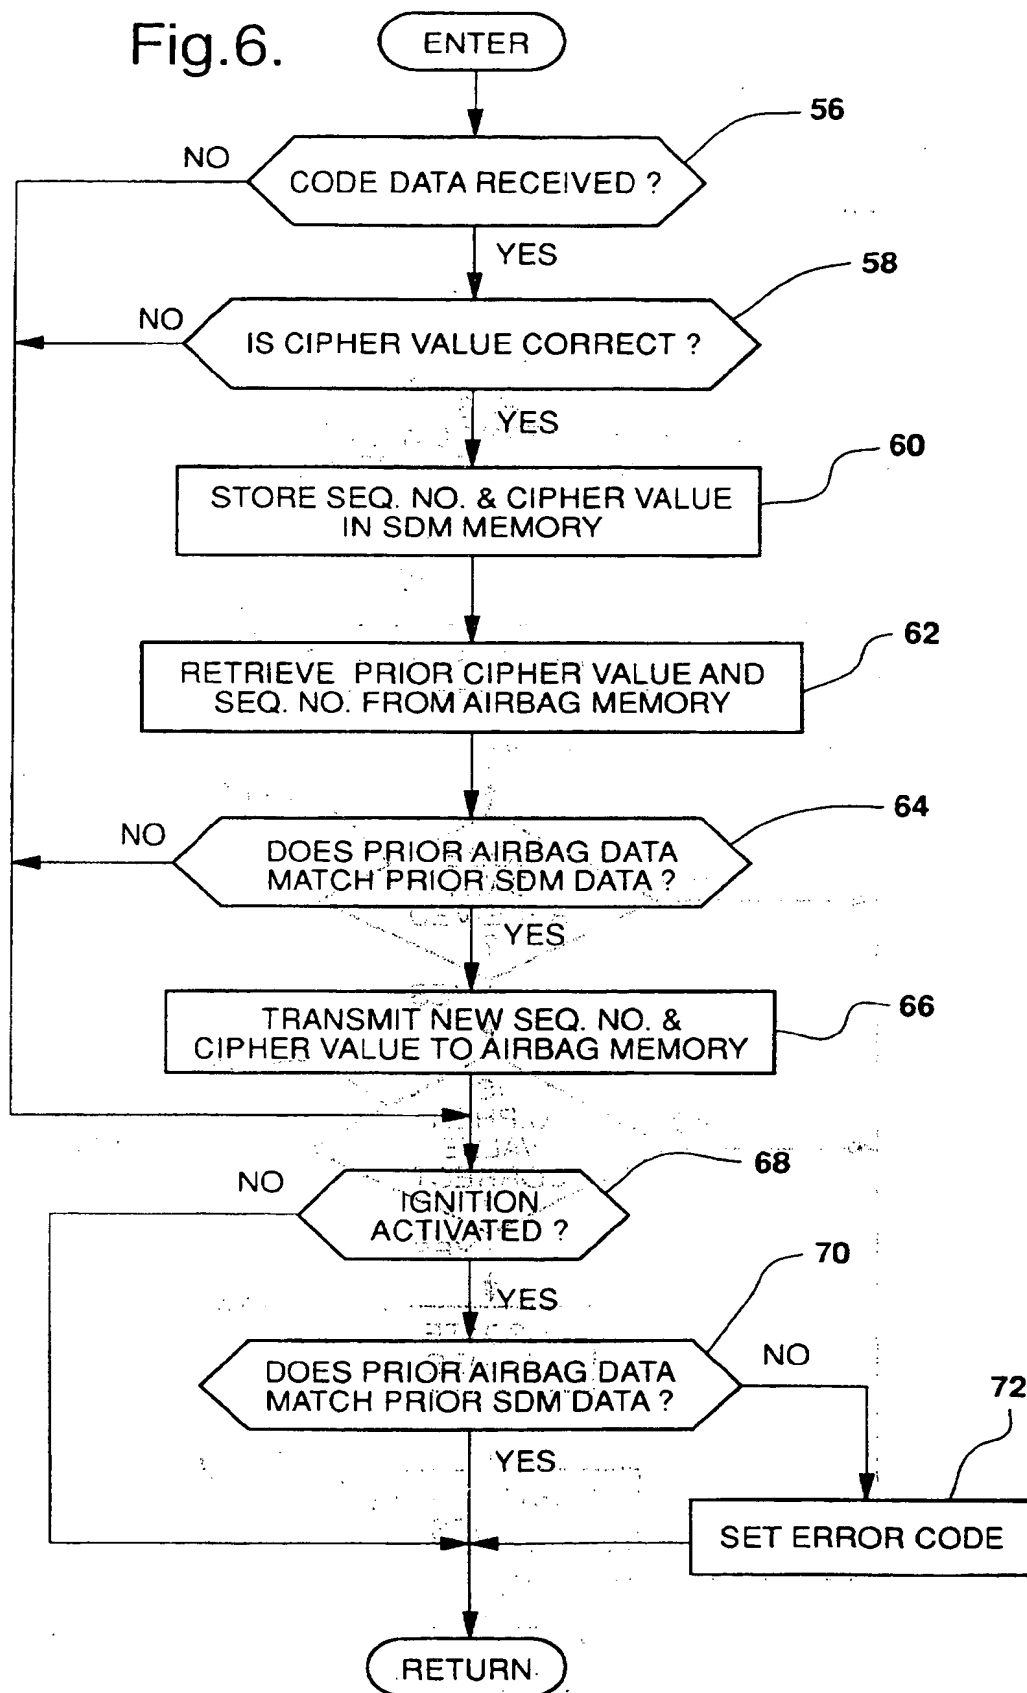 Fig.6.
ENTER
56
NO
CODE DATA RECEIVED ?
YES
58
NO
IS CIPHER VALUE CORRECT ?
YES
60
STORE SEQ. NO. & CIPHER VALUE
IN SDM MEMORY
62
RETRIEVE PRIOR CIPHER VALUE AND
SEQ. NO. FROM AIRBAG MEMORY
64
NO
DOES PRIOR AIRBAG DATA
MATCH PRIOR SDM DATA ?
YES
66
TRANSMIT NEW SEQ. NO. &
CIPHER VALUE TO AIRBAG MEMORY
68
NO
IGNITION
ACTIVATED ?
YES
70
DOES PRIOR AIRBAG DATA
MATCH PRIOR SDM DATA ?
NO
72
YES
SET ERROR CODE
RETURN